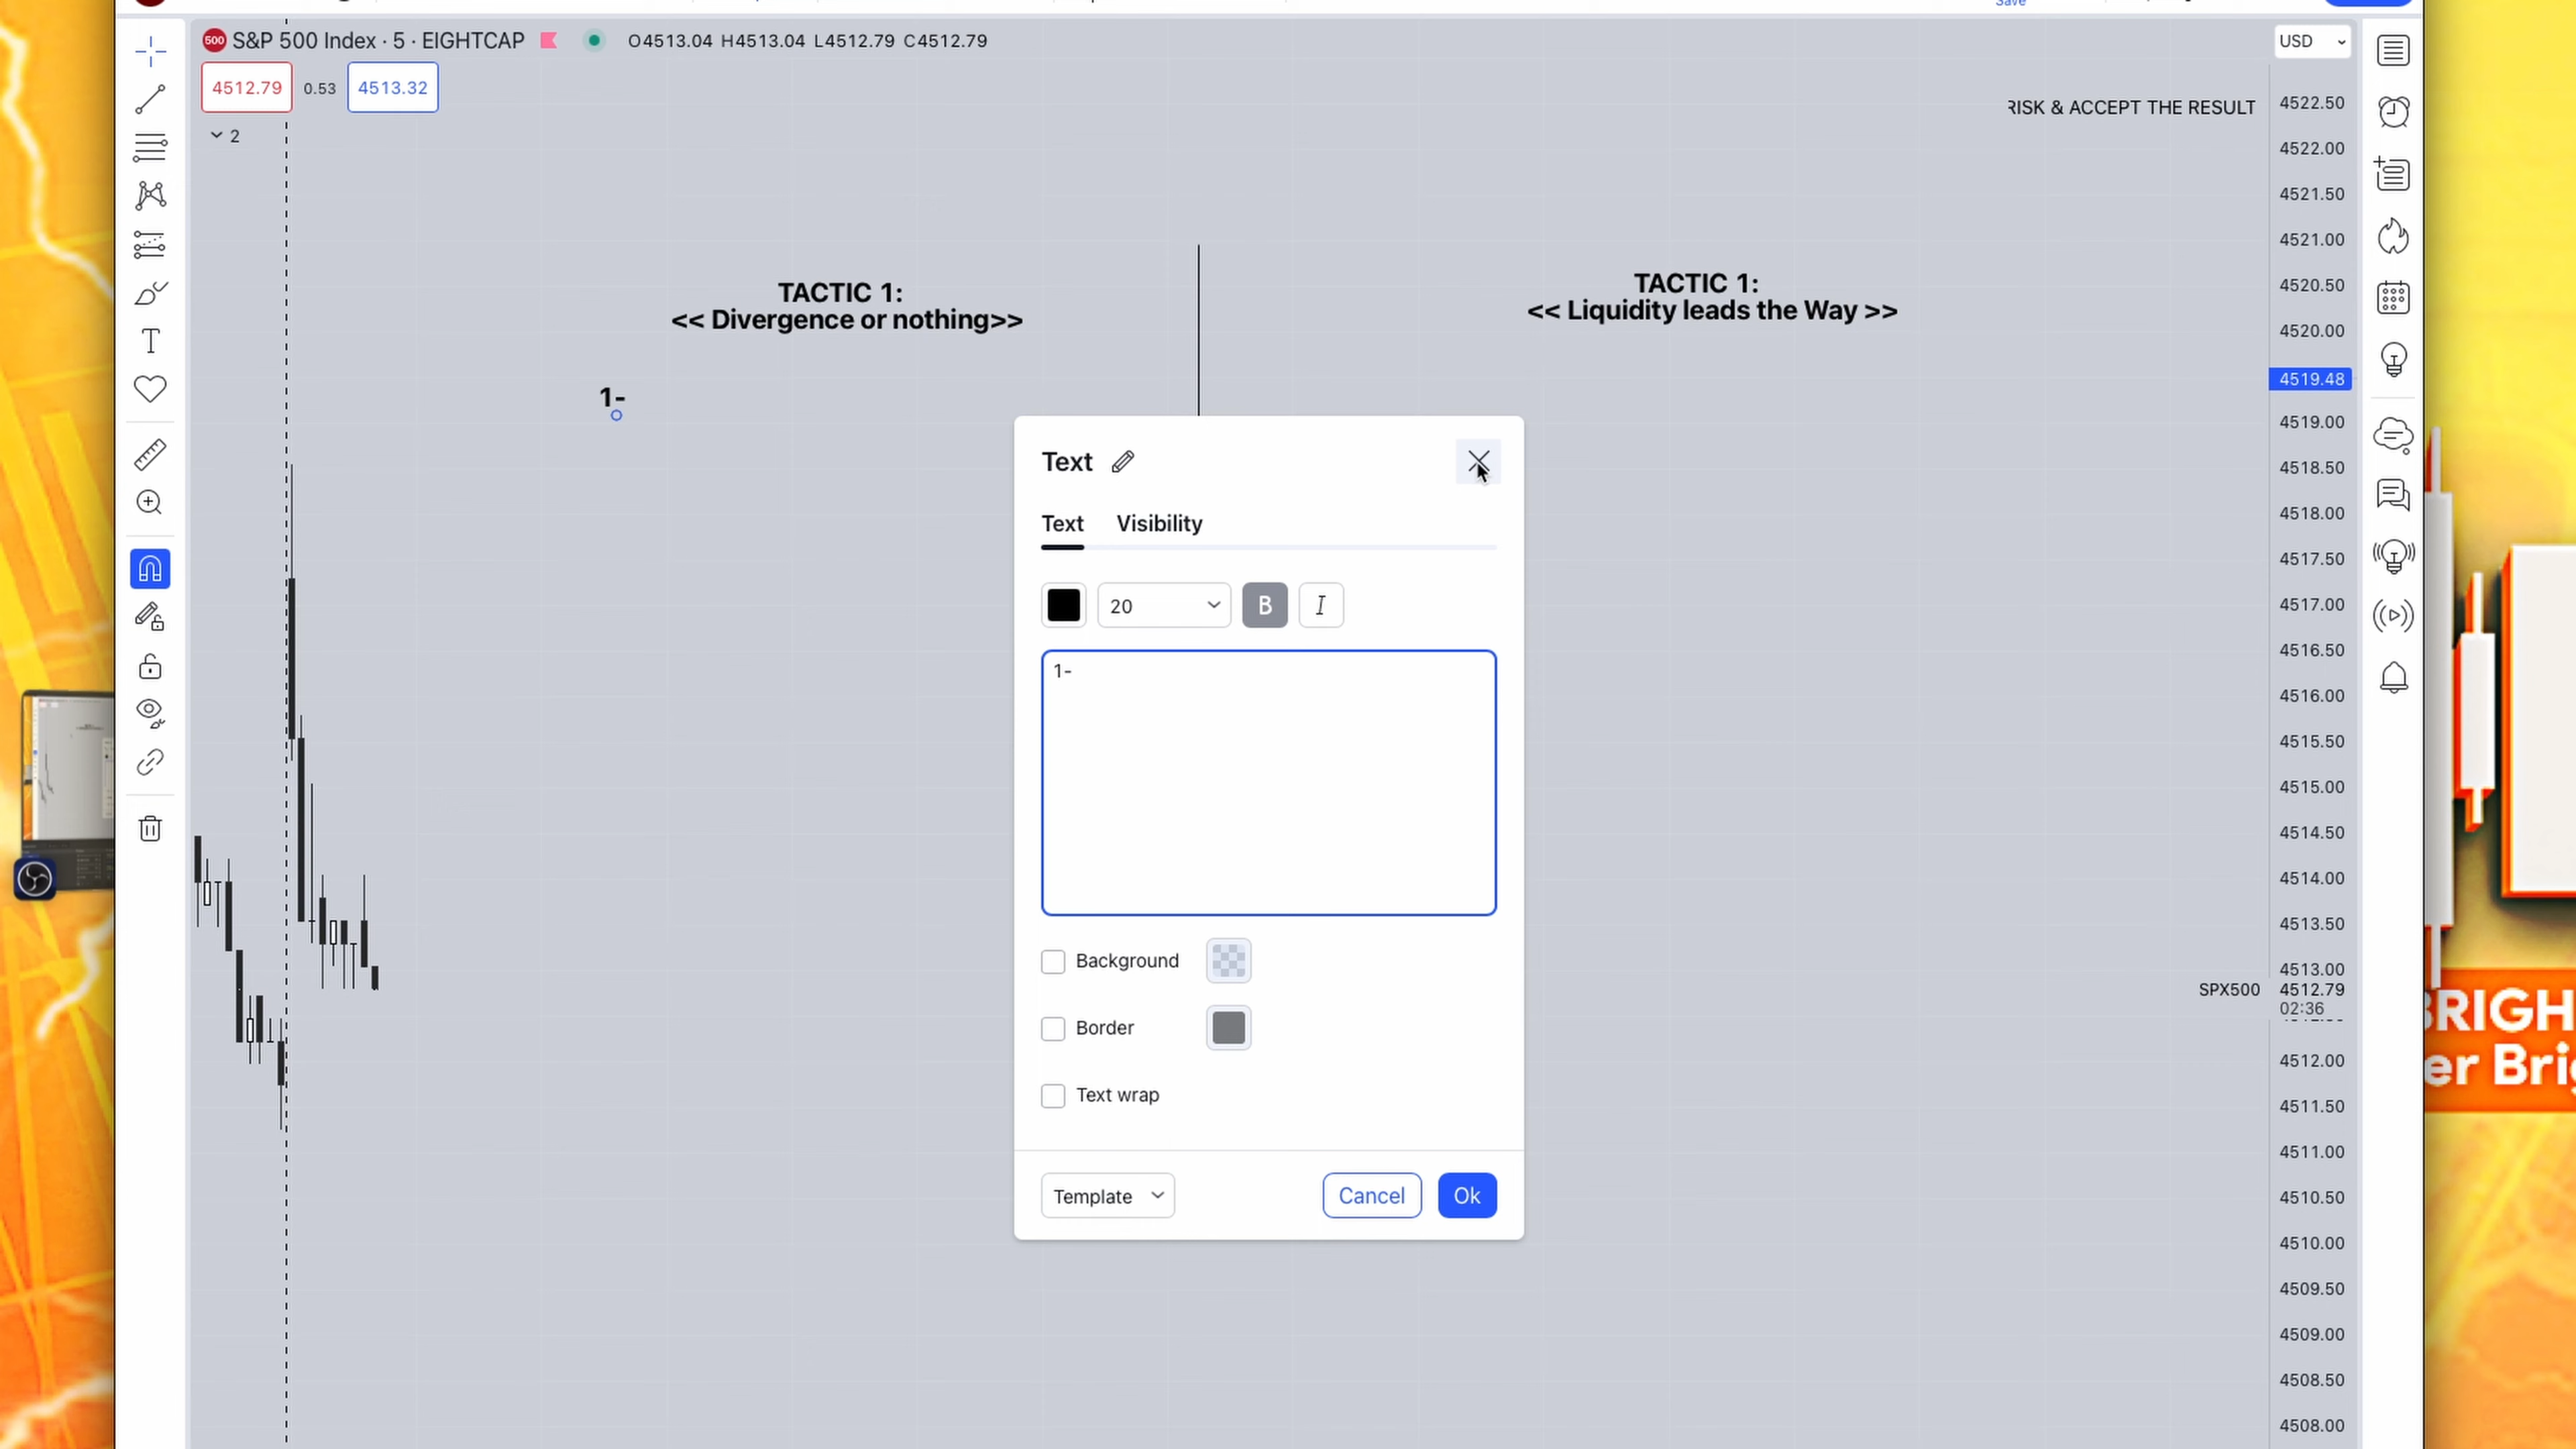 Save
500 S&P 500 Index · 5 · EIGHTCAP O4513.04 H4513.04 L4512.79 C4512.79
USD
4512.79 0.53 4513.32
2
RISK & ACCEPT THE RESULT
TACTIC 1:
<< Divergence or nothing>>
TACTIC 1:
<< Liquidity leads the Way >>
1-
Text
Text Visibility
20 B I
1-
Background
Border
Text wrap
Template Cancel Ok
4522.50
4522.00
4521.50
4521.00
4520.50
4520.00
4519.48
4519.00
4518.50
4518.00
4517.50
4517.00
4516.50
4516.00
4515.50
4515.00
4514.50
4514.00
4513.50
4513.00
SPX500 4512.79
02:36
4512.00
4511.50
4511.00
4510.50
4510.00
4509.50
4509.00
4508.50
4508.00
BRIGH
er Brig